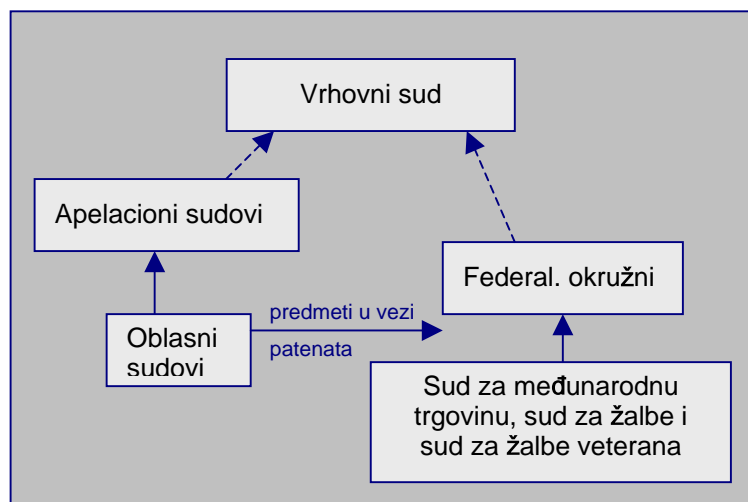 Vrhovni sud
Apelacioni sudovi
Federal. okružni
predmeti u vezi
patenata
Oblasni
sudovi
Sud za međunarodnu
trgovinu, sud za žalbe i
sud za žalbe veterana